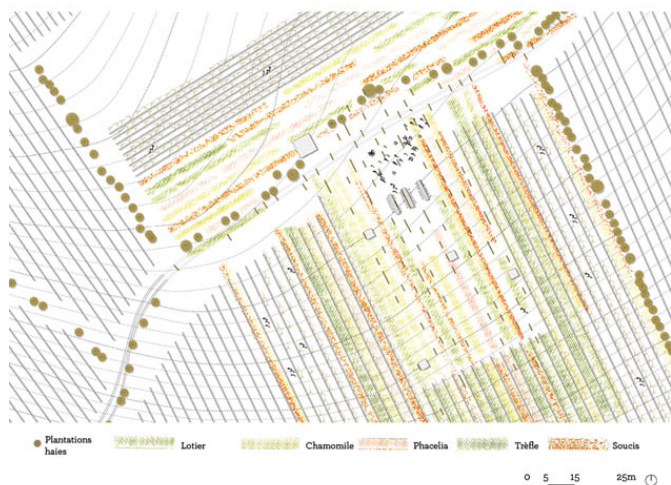 Plantations
haies
Lotier
Chamomile
Phacelia
Trèfle
Soucis
0 5 15 25m